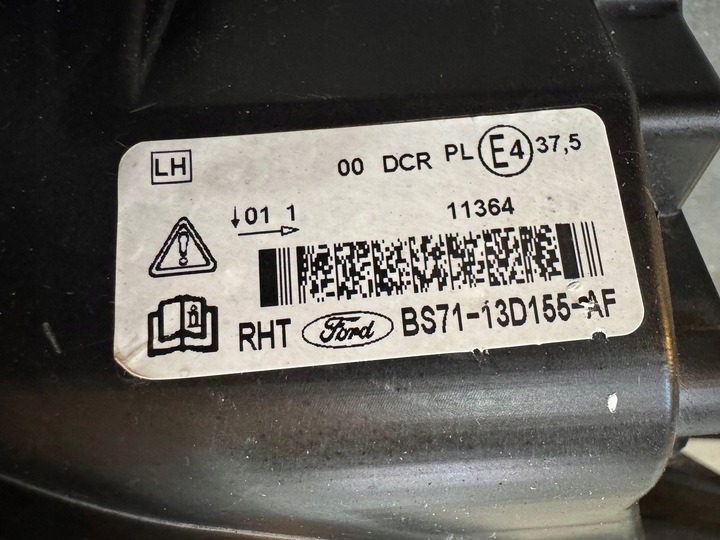 LH
00 DCR PL E4 37,5
↓01 1
11364
RHT Ford BS71-13D155-AF